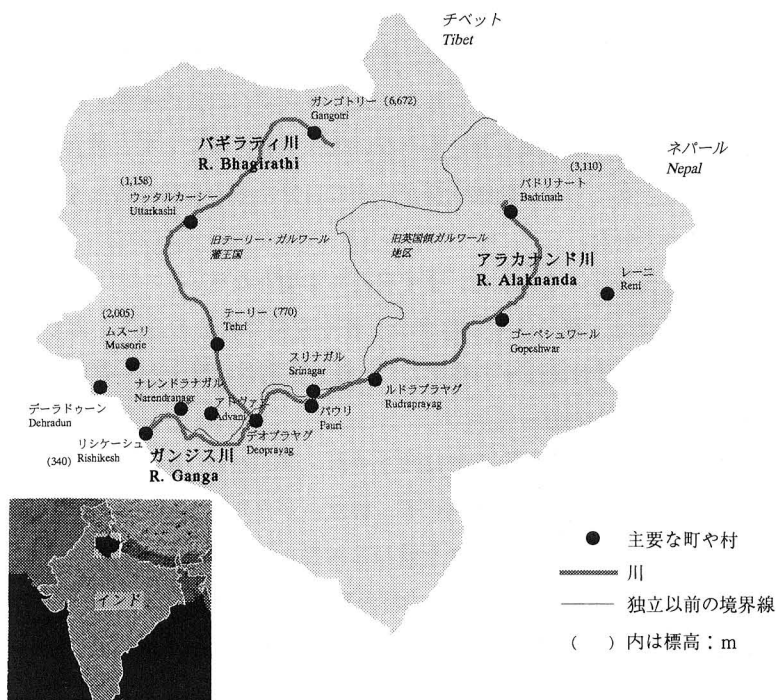 チベット
Tibet
ガンゴトリー (6,672)
Gangotri
バギラティ川
R. Bhagirathi
ネパール
Nepal
(3,110)
バドリナート
Badrinath
(1,158)
ウッタルカーシー
Uttarkashi
旧テーリー・ガルワール
藩王国
旧英国領ガルワール
地区
アラカナンド川
R. Alaknanda
レーニ
Reni
(2,005)
ムスーリ
Mussorie
テーリー (770)
Tehri
ゴーペシュワール
Gopeshwar
スリナガル
Srinagar
ナレンドラナガル
Narendranagr
アドヴァニ
Advani
ルドラプラヤグ
Rudraprayag
デーラドゥーン
Dehradun
パウリ
Pauri
デオプラヤグ
Deoprayag
リシケーシュ
(340) Rishikesh
ガンジス川
R. Ganga
インド
主要な町や村
川
独立以前の境界線
( )内は標高:m